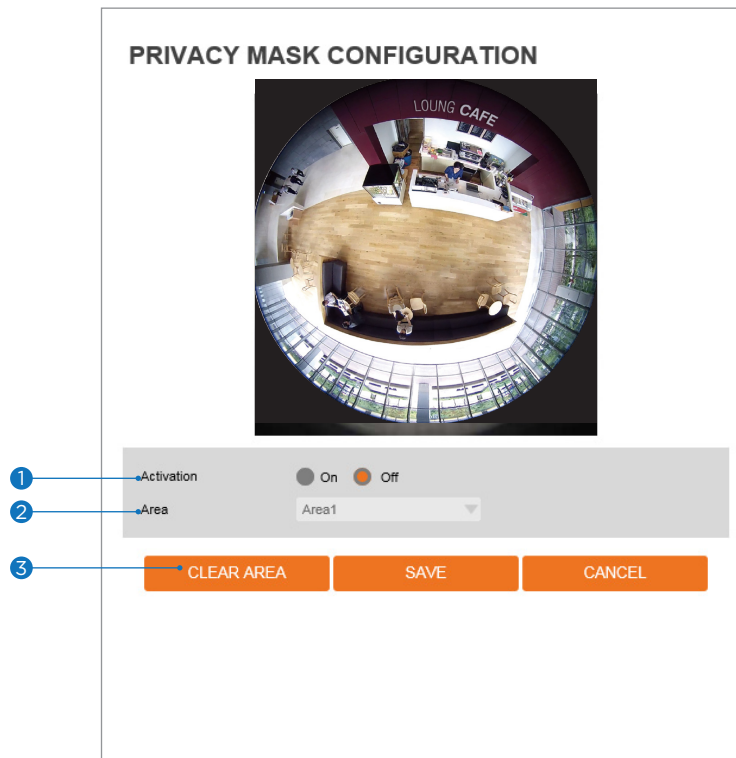 PRIVACY MASK CONFIGURATION
LOUNG CAFE
1 Activation On Off
2 Area Area1
3 CLEAR AREA SAVE CANCEL